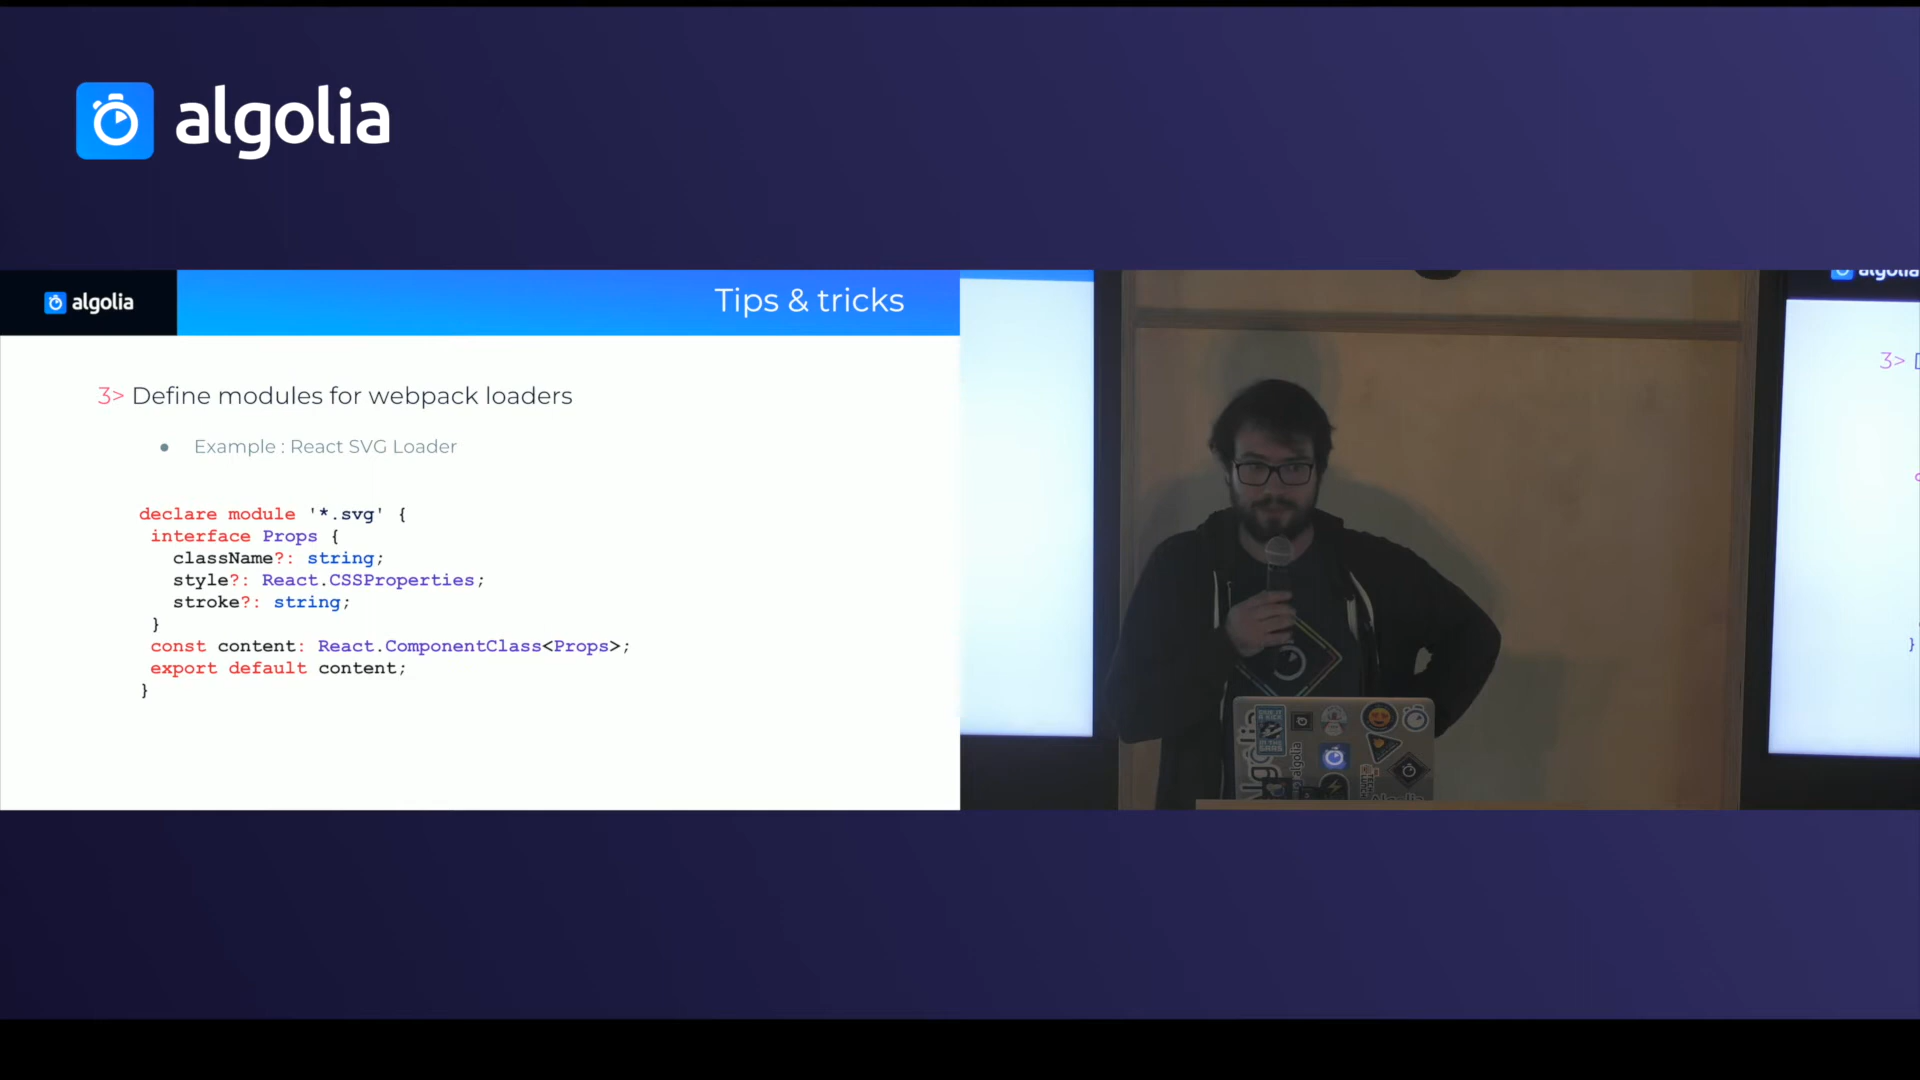 algolia
algolia
Tips & tricks
3> Define modules for webpack loaders
● Example : React SVG Loader
declare module '*.svg' {
interface Props {
className?: string;
style?: React.CSSProperties;
stroke?: string;
}
const content: React.ComponentClass<Props>;
export default content;
}
algolia
3>
}
algolia